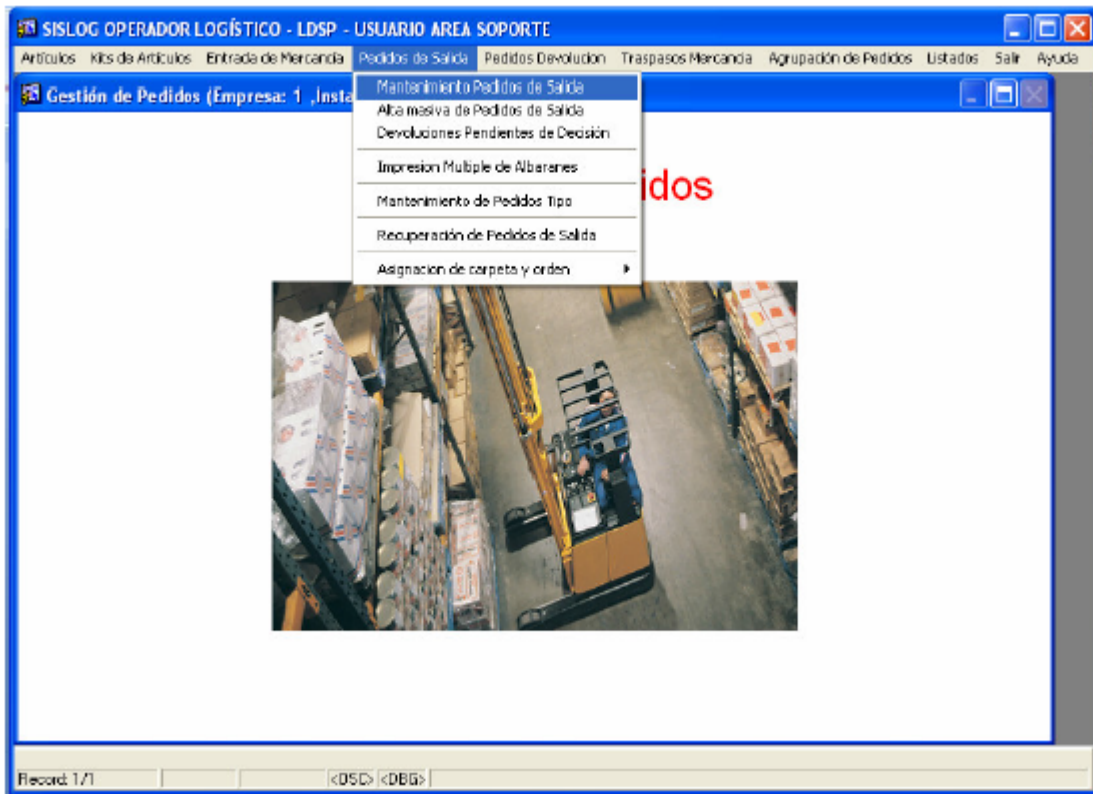 SISLOG OPERADOR LOGÍSTICO - LDSP - USUARIO AREA SOPORTE
Artículos Kits de Artículos Entrada de Mercancía Pedidos de Salida Pedidos Devolucion Traspasos Mercancia Agrupación de Pedidos Listados Salir Ayuda
Gestión de Pedidos (Empresa: 1 ,Insta
Mantenimiento Pedidos de Salida
Alta masiva de Pedidos de Salida
Devoluciones Pendientes de Decisión
Impresion Multiple de Albaranes
idos
Mantenimiento de Pedidos Tipo
Recuperación de Pedidos de Salida
Asignacion de carpeta y orden
Record: 1/1 <OSC> <DBG>